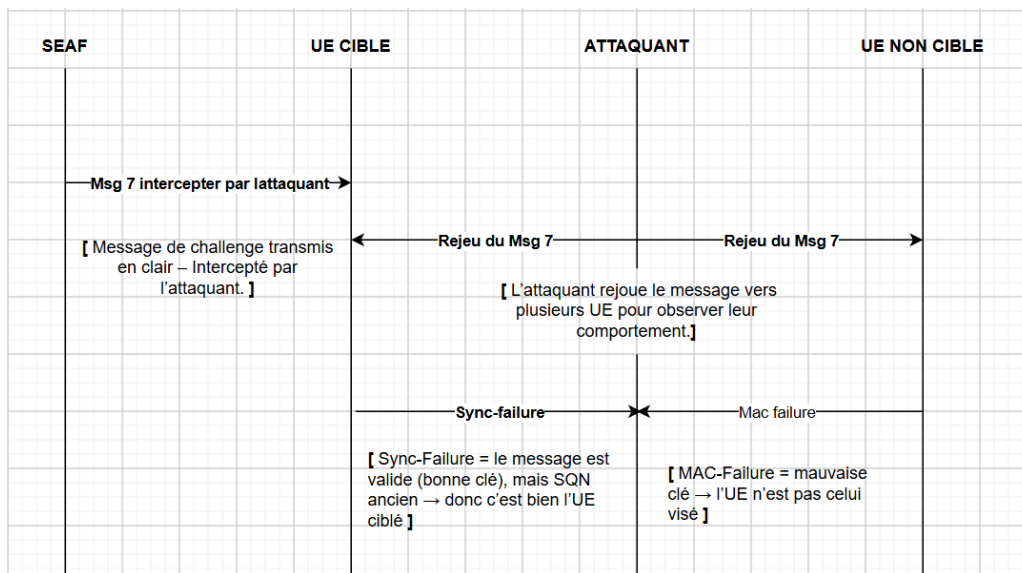 SEAF UE CIBLE ATTAQUANT UE NON CIBLE
Msg 7 intercepter par lattaquant
[ Message de challenge transmis
en clair – Intercepté par
l’attaquant. ]
Rejeu du Msg 7 Rejeu du Msg 7
[ L’attaquant rejoue le message vers
plusieurs UE pour observer leur
comportement.]
Sync-failure Mac failure
[ Sync-Failure = le message est
valide (bonne clé), mais SQN
ancien → donc c’est bien l’UE
ciblé ]
[ MAC-Failure = mauvaise
clé → l’UE n’est pas celui
visé ]